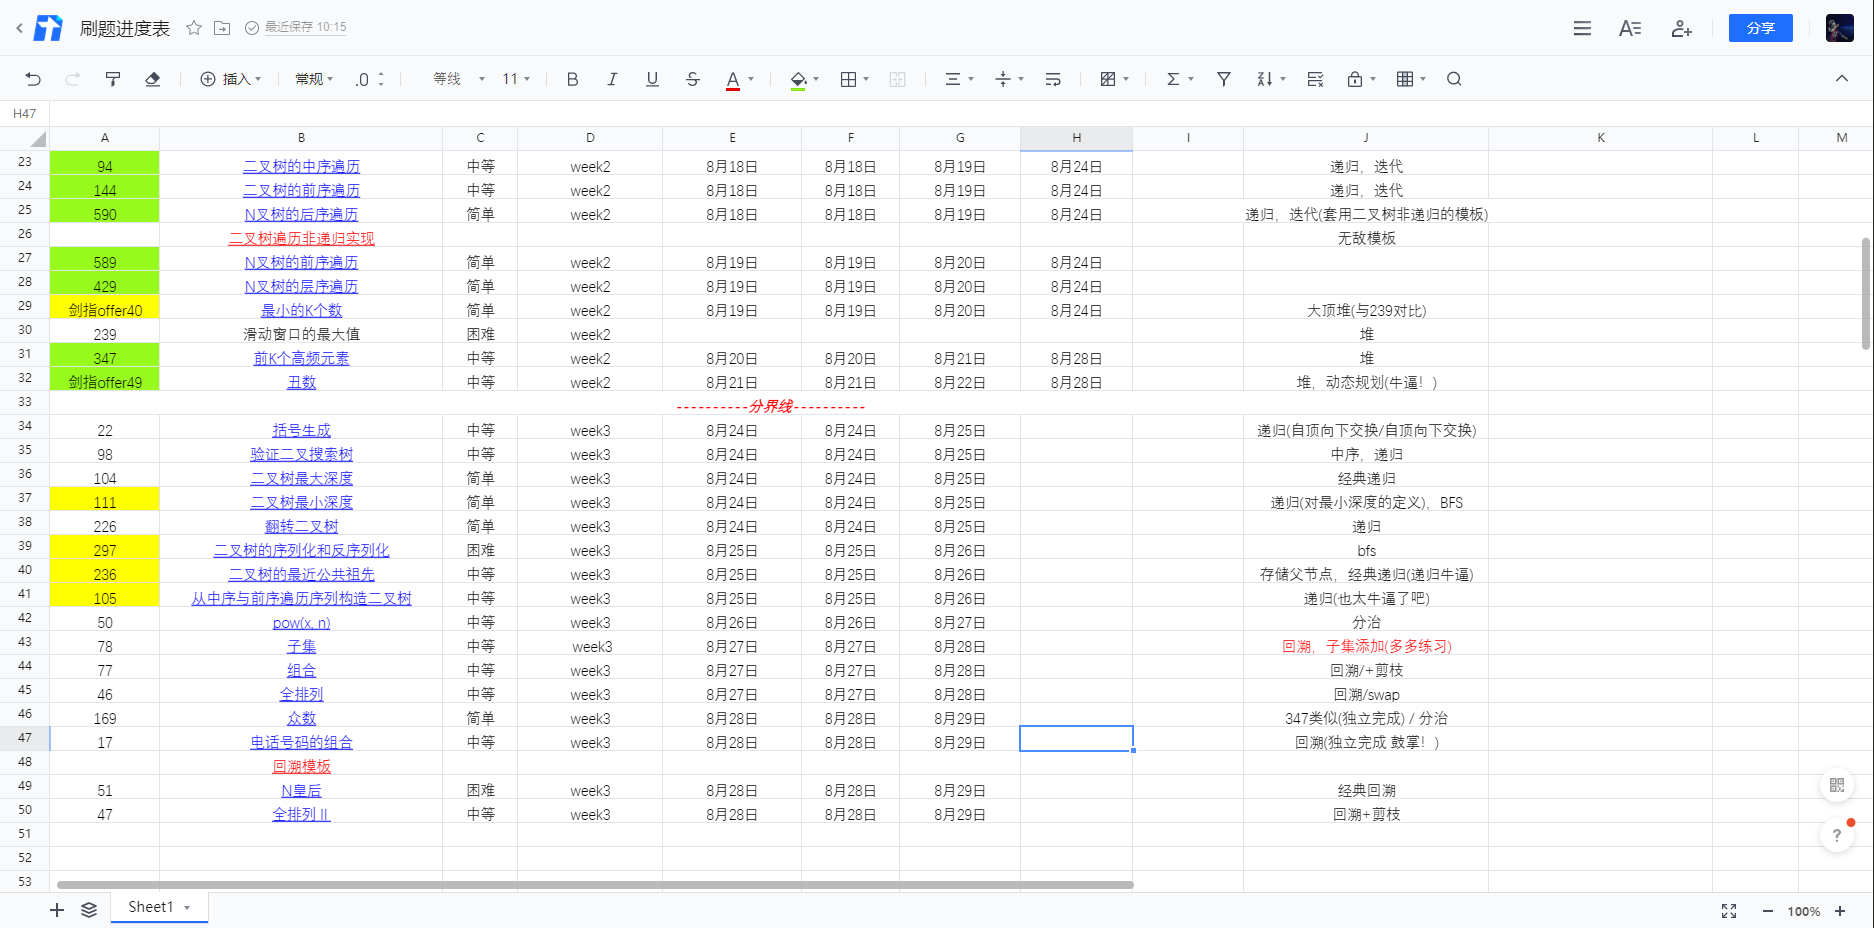 刷题进度表 最近保存 10:15 分享
插入 常规 .0 等线 11 B I U S A
H47
A B C D E F G H I J K L M
23 94 二叉树的中序遍历 中等 week2 8月18日 8月18日 8月19日 8月24日 递归，迭代
24 144 二叉树的前序遍历 中等 week2 8月18日 8月18日 8月19日 8月24日 递归，迭代
25 590 N叉树的后序遍历 简单 week2 8月18日 8月18日 8月19日 8月24日 递归，迭代(套用二叉树非递归的模板)
26 二叉树遍历非递归实现 无敌模板
27 589 N叉树的前序遍历 简单 week2 8月19日 8月19日 8月20日 8月24日
28 429 N叉树的层序遍历 简单 week2 8月19日 8月19日 8月20日 8月24日
29 剑指offer40 最小的K个数 简单 week2 8月19日 8月19日 8月20日 8月24日 大顶堆(与239对比)
30 239 滑动窗口的最大值 困难 week2 堆
31 347 前K个高频元素 中等 week2 8月20日 8月20日 8月21日 8月28日 堆
32 剑指offer49 丑数 中等 week2 8月21日 8月21日 8月22日 8月28日 堆，动态规划(牛逼！)
33 ----------分界线----------
34 22 括号生成 中等 week3 8月24日 8月24日 8月25日 递归(自顶向下交换/自顶向下交换)
35 98 验证二叉搜索树 中等 week3 8月24日 8月24日 8月25日 中序，递归
36 104 二叉树最大深度 简单 week3 8月24日 8月24日 8月25日 经典递归
37 111 二叉树最小深度 简单 week3 8月24日 8月24日 8月25日 递归(对最小深度的定义)，BFS
38 226 翻转二叉树 简单 week3 8月24日 8月24日 8月25日 递归
39 297 二叉树的序列化和反序列化 困难 week3 8月25日 8月25日 8月26日 bfs
40 236 二叉树的最近公共祖先 中等 week3 8月25日 8月25日 8月26日 存储父节点，经典递归(递归牛逼)
41 105 从中序与前序遍历序列构造二叉树 中等 week3 8月25日 8月25日 8月26日 递归(也太牛逼了吧)
42 50 pow(x, n) 中等 week3 8月26日 8月26日 8月27日 分治
43 78 子集 中等 week3 8月27日 8月27日 8月28日 回溯，子集添加(多多练习)
44 77 组合 中等 week3 8月27日 8月27日 8月28日 回溯/+剪枝
45 46 全排列 中等 week3 8月27日 8月27日 8月28日 回溯/swap
46 169 众数 简单 week3 8月28日 8月28日 8月29日 347类似(独立完成) / 分治
47 17 电话号码的组合 中等 week3 8月28日 8月28日 8月29日 回溯(独立完成 鼓掌！)
48 回溯模板
49 51 N皇后 困难 week3 8月28日 8月28日 8月29日 经典回溯
50 47 全排列 II 中等 week3 8月28日 8月28日 8月29日 回溯+剪枝
51
52
53
Sheet1 100%